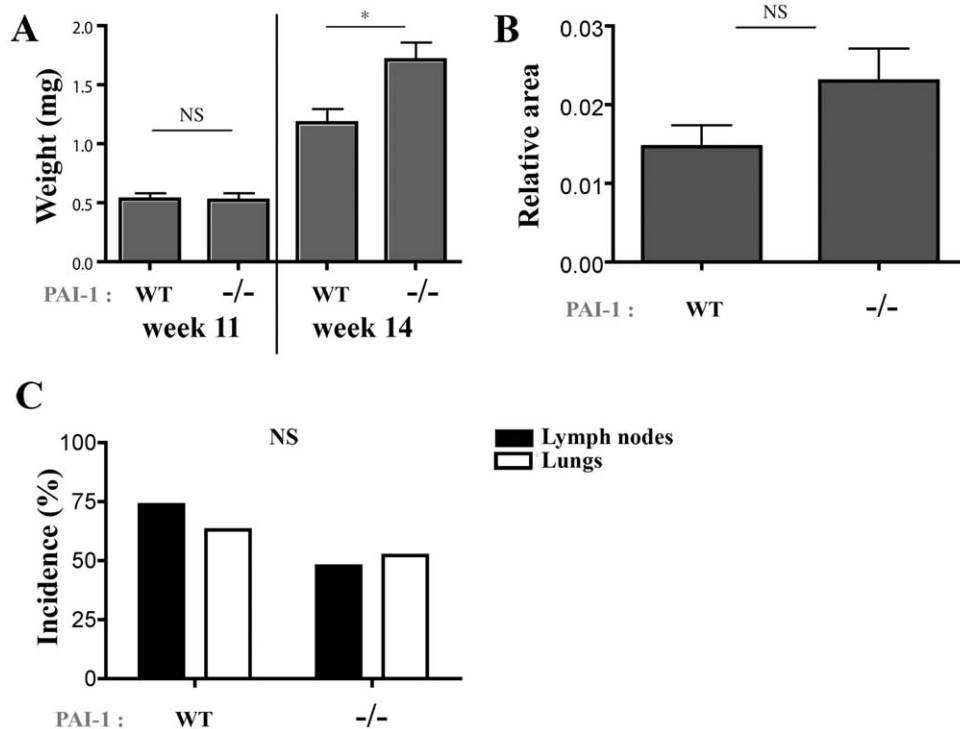 A
Weight (mg)
2.0
1.5
1.0
0.5
0.0
NS
*
PAI-1 : WT -/- WT -/-
week 11 week 14
B
Relative area
0.03
0.02
0.01
0.00
NS
PAI-1 : WT -/-
C
Incidence (%)
100
75
50
25
0
NS
Lymph nodes
Lungs
PAI-1 : WT -/-